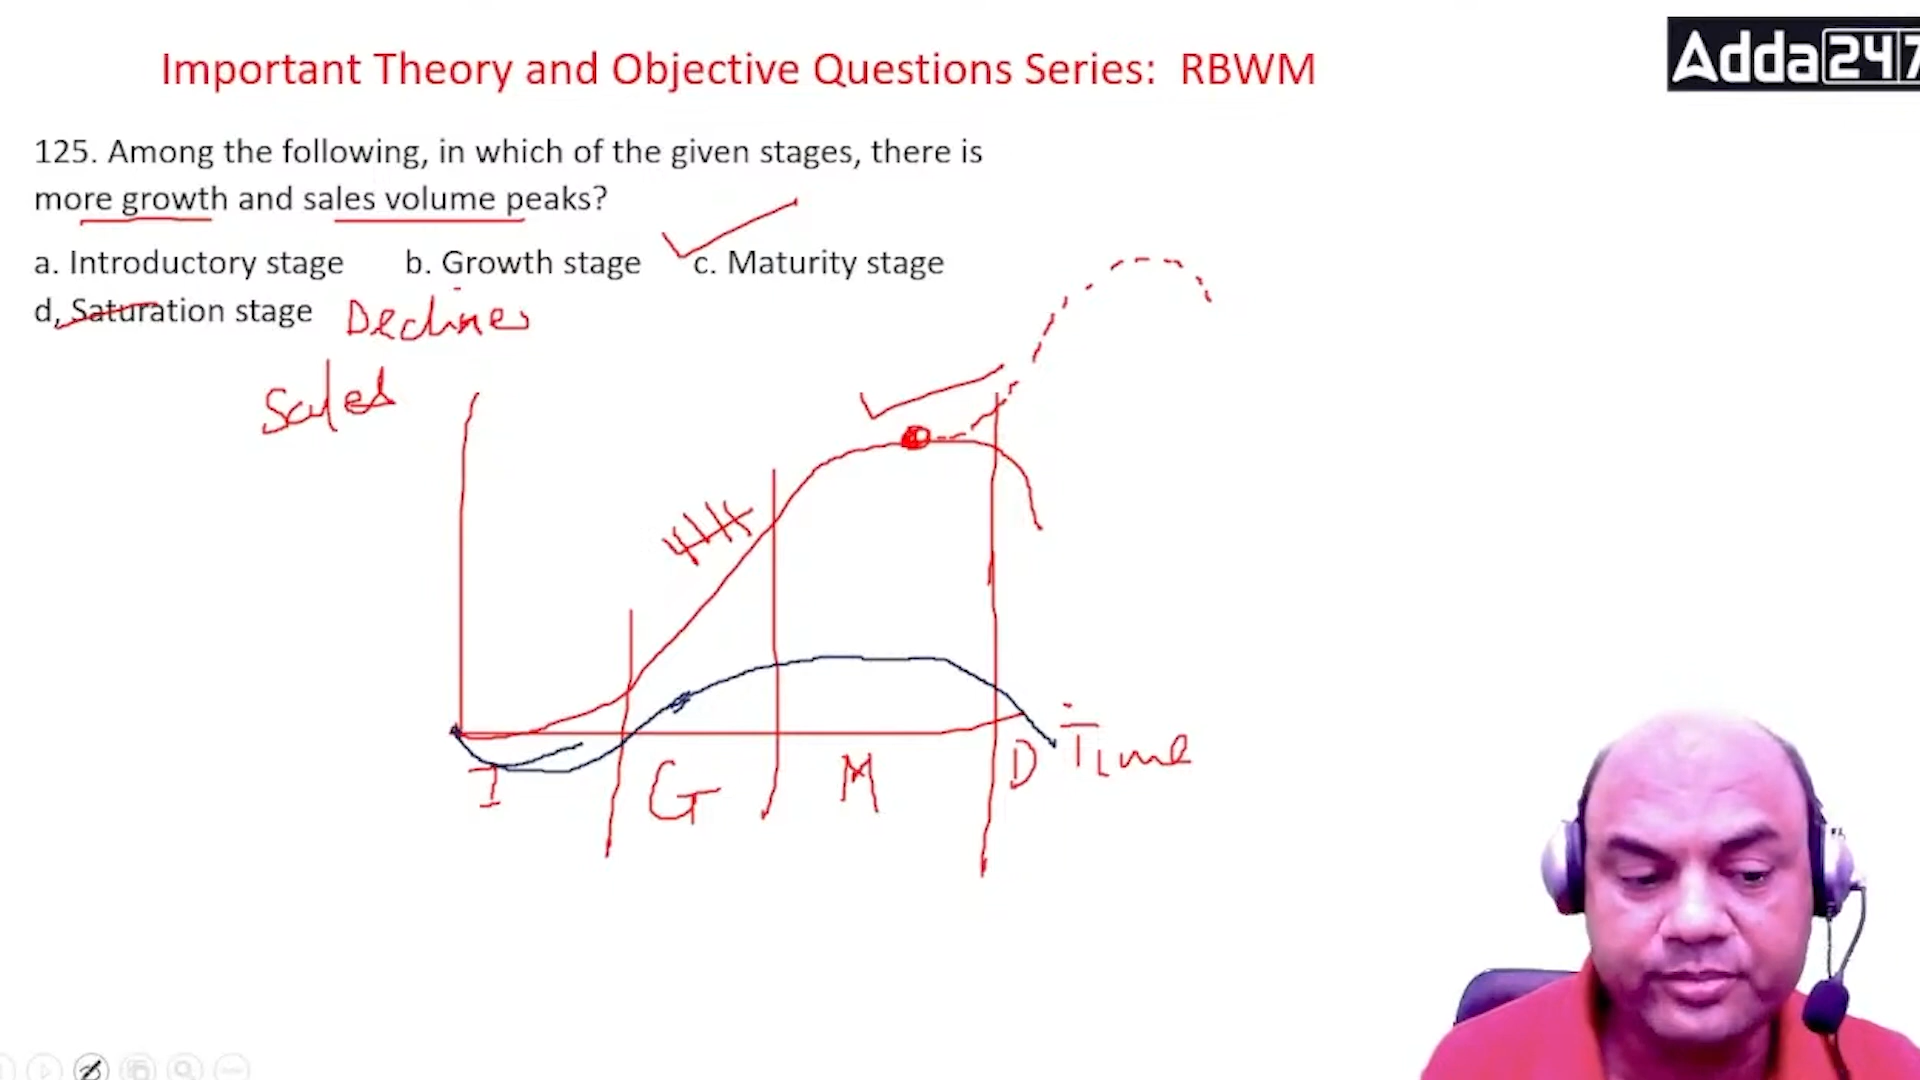 Important Theory and Objective Questions Series: RBWM
Adda247
125. Among the following, in which of the given stages, there is
more growth and sales volume peaks?
a. Introductory stage b. Growth stage c. Maturity stage
d, Saturation stage Decline
Sales
I G M D Time